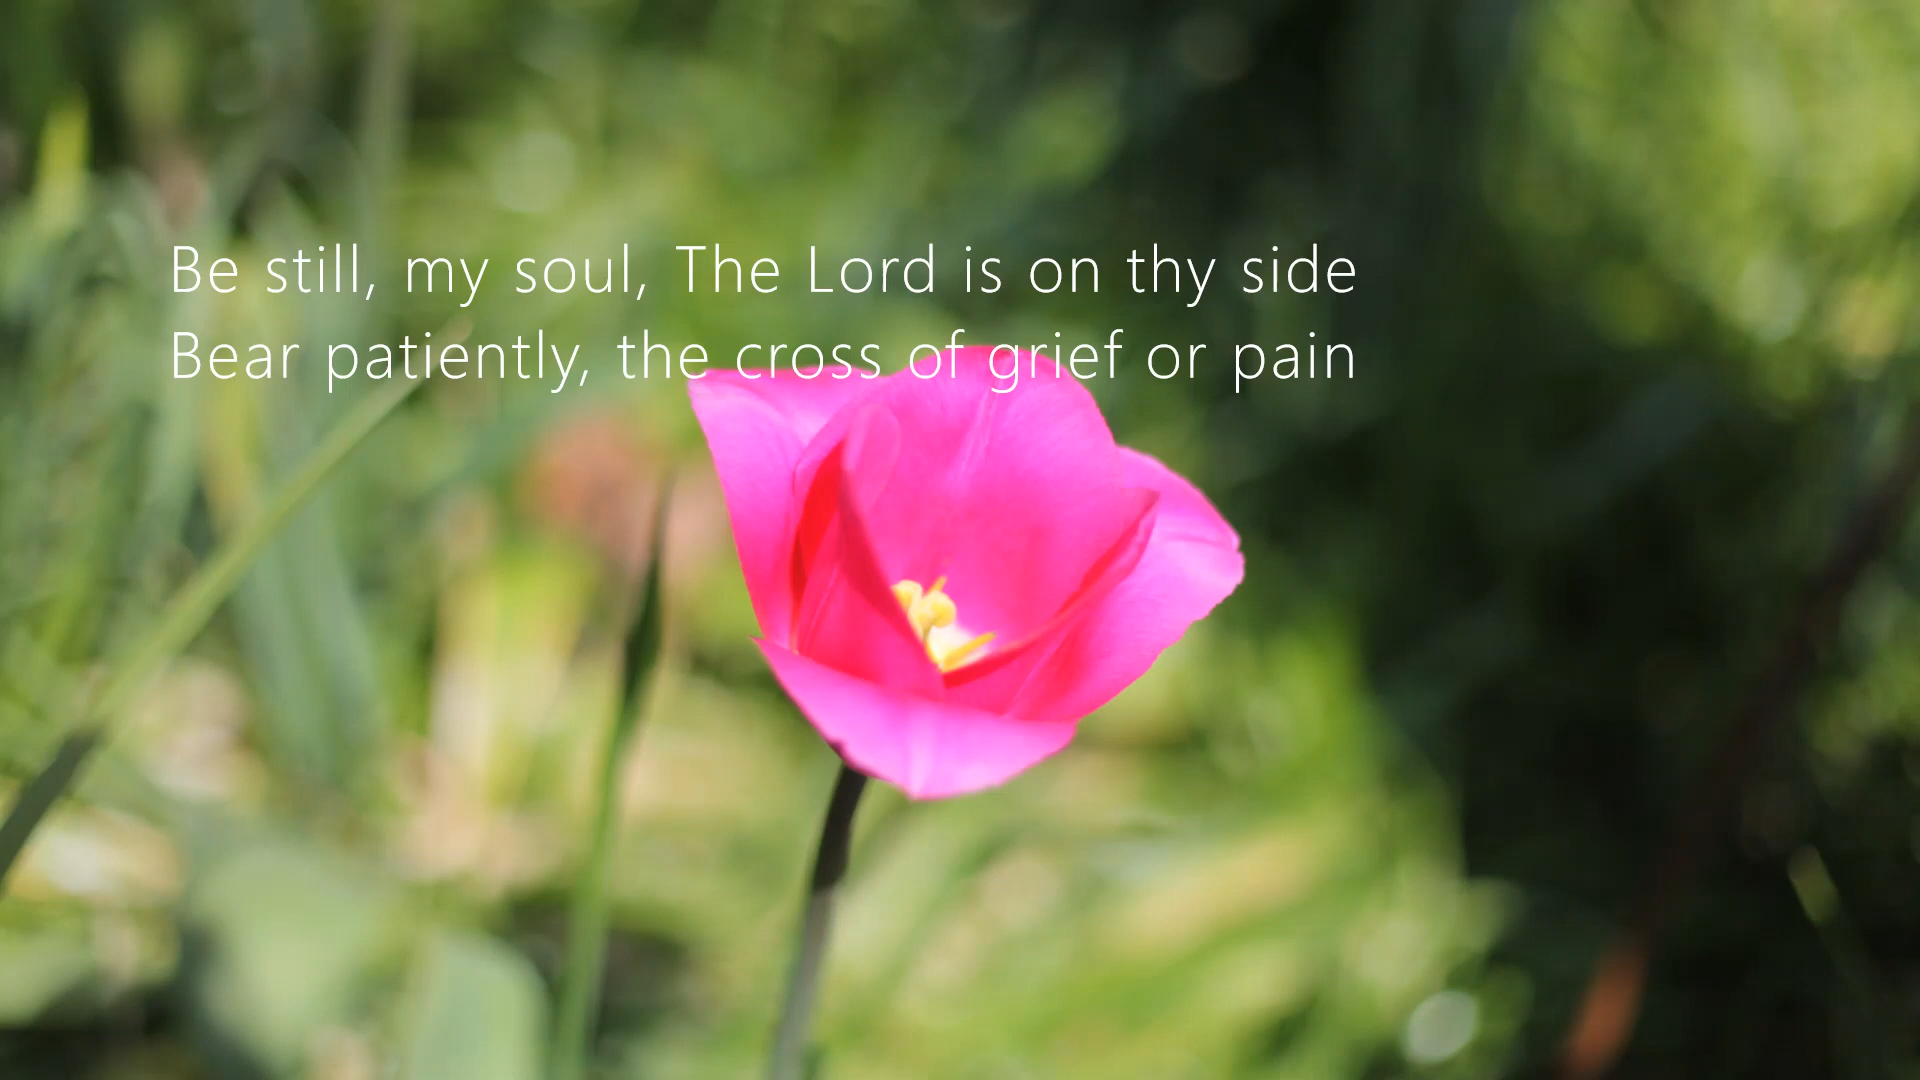 Be still, my soul, The Lord is on thy side
Bear patiently, the cross of grief or pain